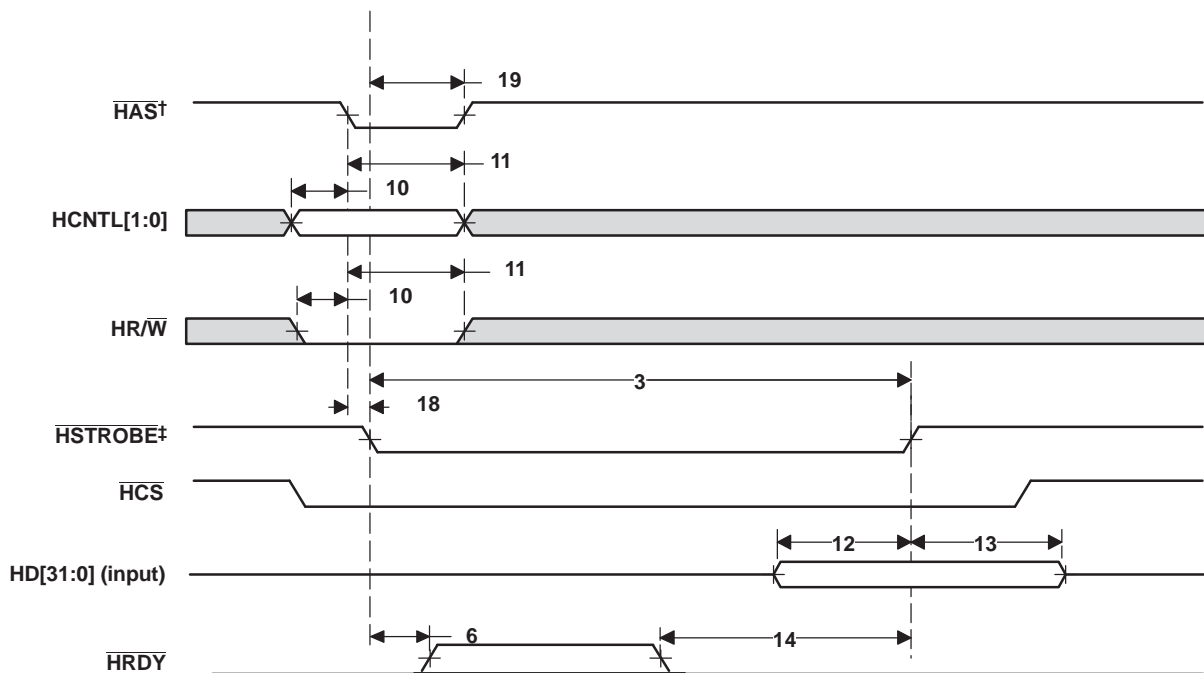 19
HAS†
11
10
HCNTL[1:0]
11
10
HR/W
3
18
HSTROBE‡
HCS
12
13
HD[31:0] (input)
6
14
HRDY